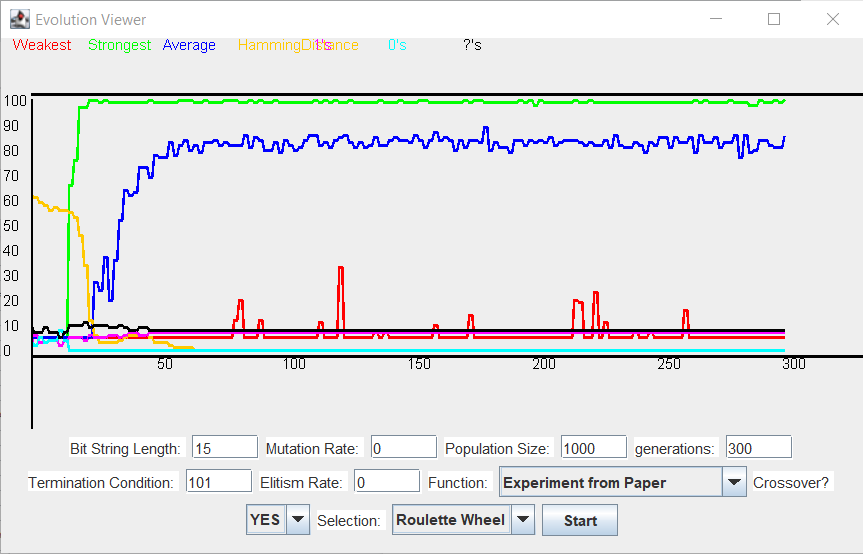 Evolution Viewer
Weakest Strongest Average HammingDistance 1's 0's ?'s
100
90
80
70
60
50
40
30
20
10
0
50 100 150 200 250 300
Bit String Length: 15 Mutation Rate: 0 Population Size: 1000 generations: 300
Termination Condition: 101 Elitism Rate: 0 Function: Experiment from Paper Crossover?
YES Selection: Roulette Wheel Start